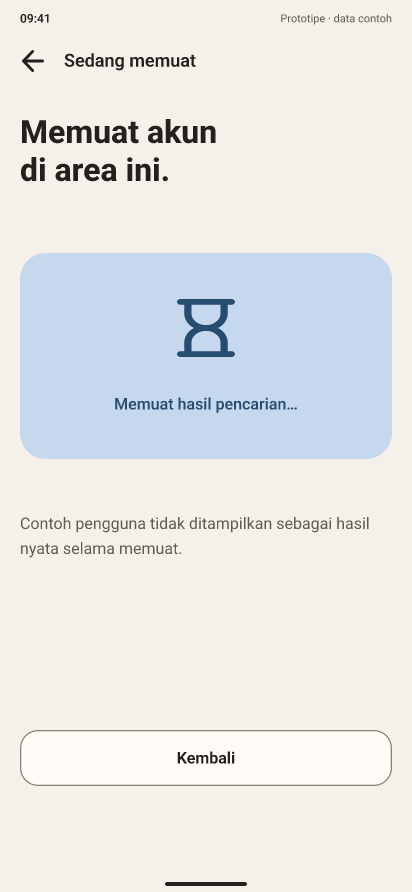 09:41
Prototipe · data contoh
Sedang memuat
Memuat akun
di area ini.
Memuat hasil pencarian...
Contoh pengguna tidak ditampilkan sebagai hasil
nyata selama memuat.
Kembali